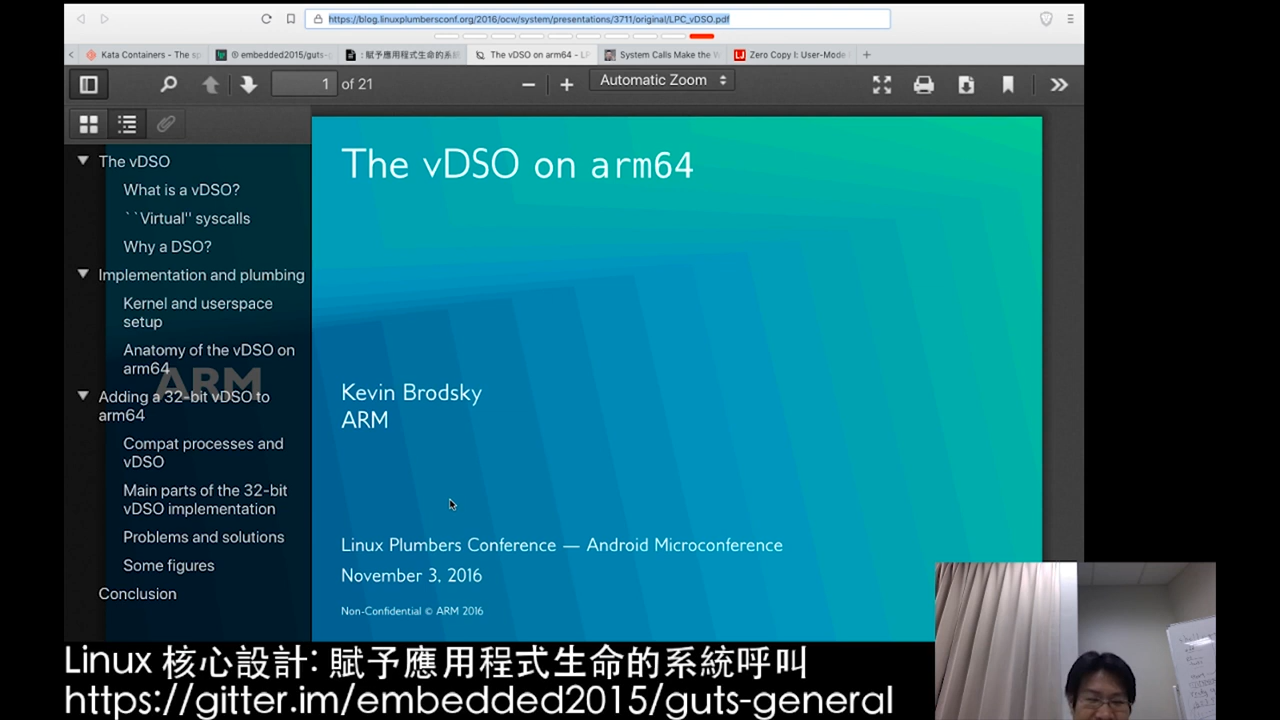 https://blog.linuxplumbersconf.org/2016/ocw/system/presentations/3711/original/LPC_vDSO.pdf
Kata Containers - The sp
embedded2015/guts-g
: 賦予應用程式生命的系統
The vDSO on arm64 - LP
System Calls Make the W
Zero Copy I: User-Mode
1 of 21
Automatic Zoom
The vDSO
What is a vDSO?
``Virtual'' syscalls
Why a DSO?
Implementation and plumbing
Kernel and userspace
setup
Anatomy of the vDSO on
arm64
ARM
Adding a 32-bit vDSO to
arm64
Compat processes and
vDSO
Main parts of the 32-bit
vDSO implementation
Problems and solutions
Some figures
Conclusion
The vDSO on arm64
Kevin Brodsky
ARM
Linux Plumbers Conference — Android Microconference
November 3, 2016
Non-Confidential © ARM 2016
Linux 核心設計: 賦予應用程式生命的系統呼叫
https://gitter.im/embedded2015/guts-general